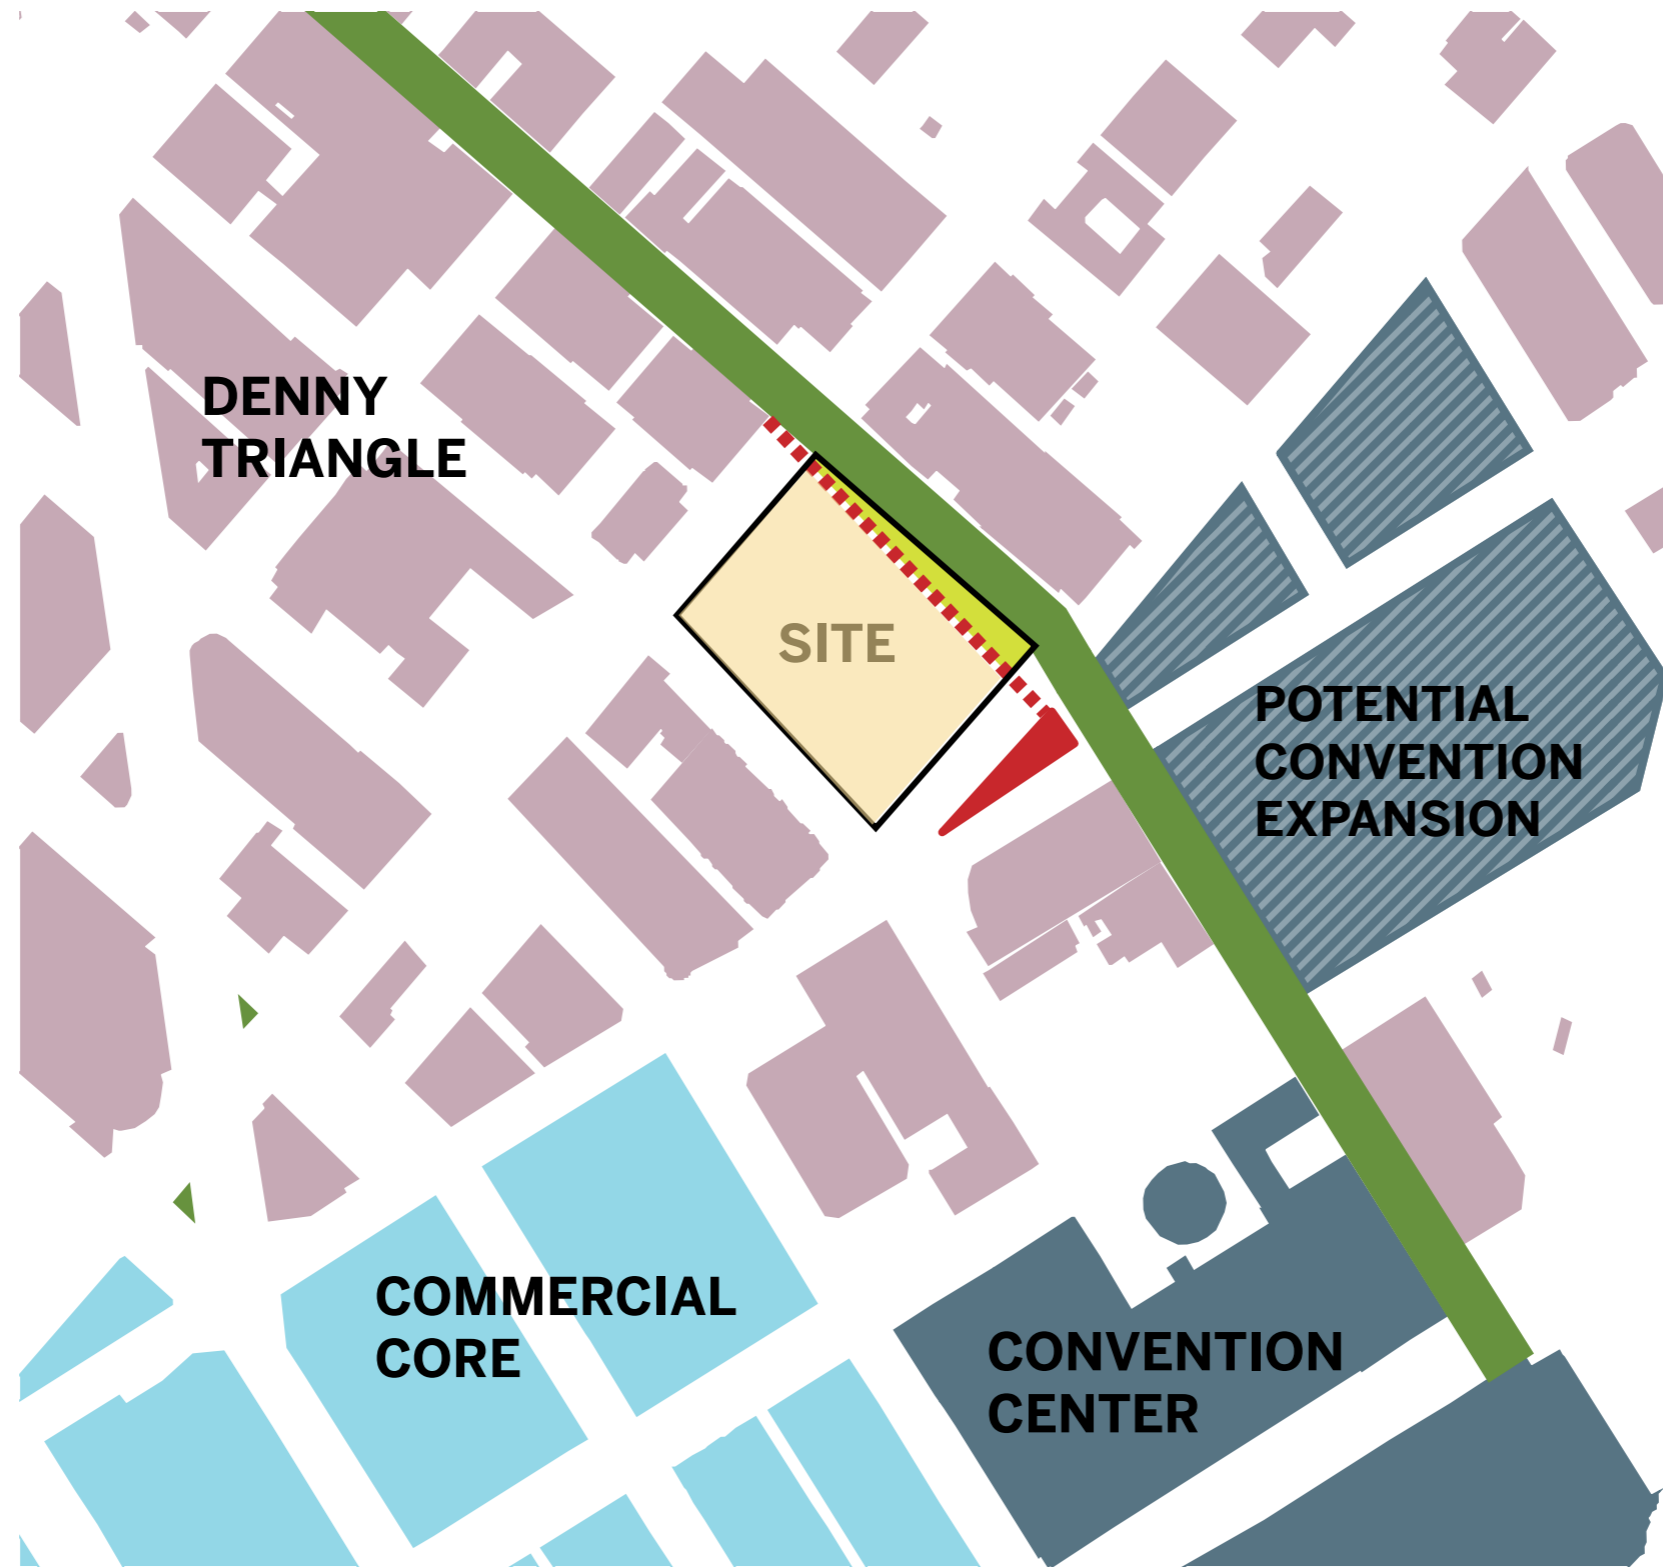 DENNY
TRIANGLE
SITE
POTENTIAL
CONVENTION
EXPANSION
COMMERCIAL
CORE
CONVENTION
CENTER